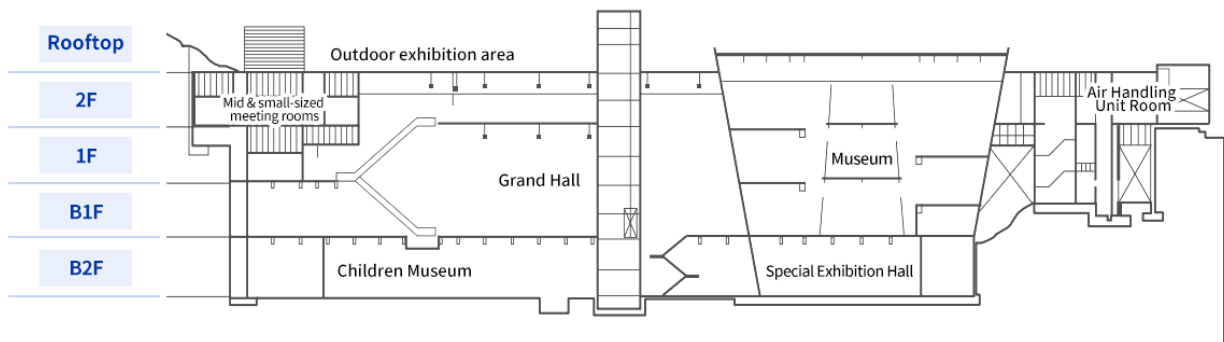 Rooftop
Outdoor exhibition area
2F
Mid & small-sized
meeting rooms
Air Handling
Unit Room
1F
Museum
Grand Hall
B1F
B2F
Children Museum
Special Exhibition Hall